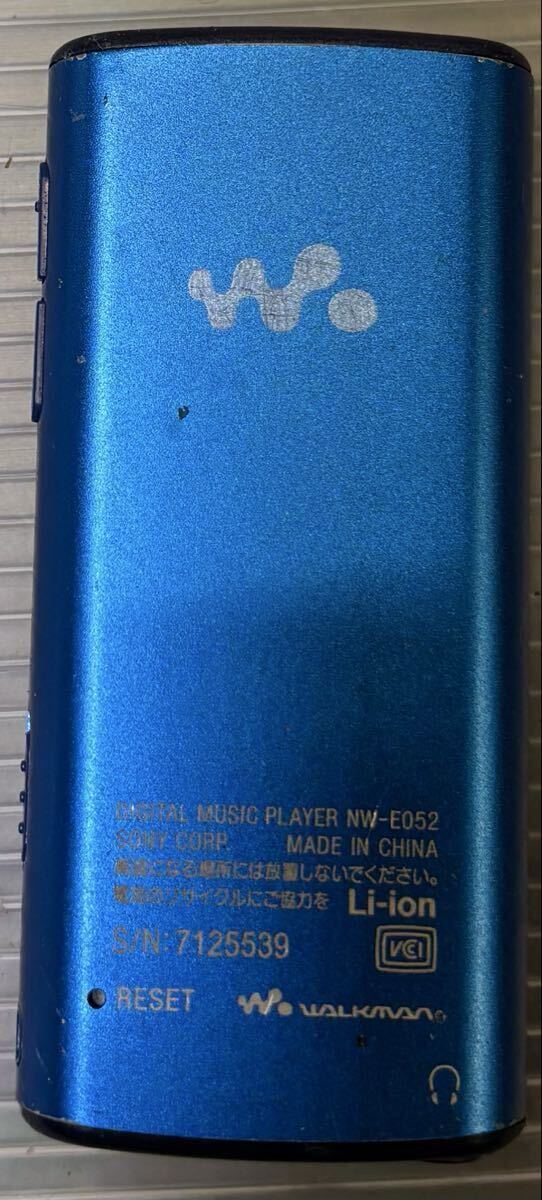 DIGITAL MUSIC PLAYER NW-E052
SONY CORP. MADE IN CHINA
高温になる場所には放置しないでください。
電池のリサイクルにご協力を Li-ion
S/N: 7125539
VCCI
RESET WALKMAN